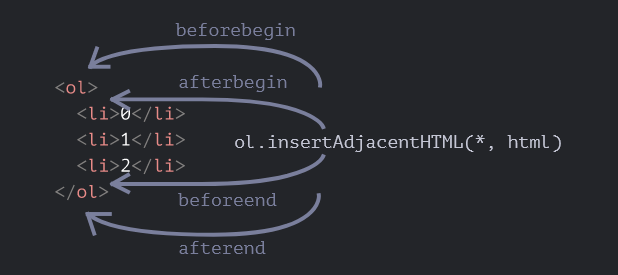 beforebegin
<ol>
afterbegin
<li>0</li>
<li>1</li>
ol.insertAdjacentHTML(*, html)
<li>2</li>
</ol>
beforeend
afterend